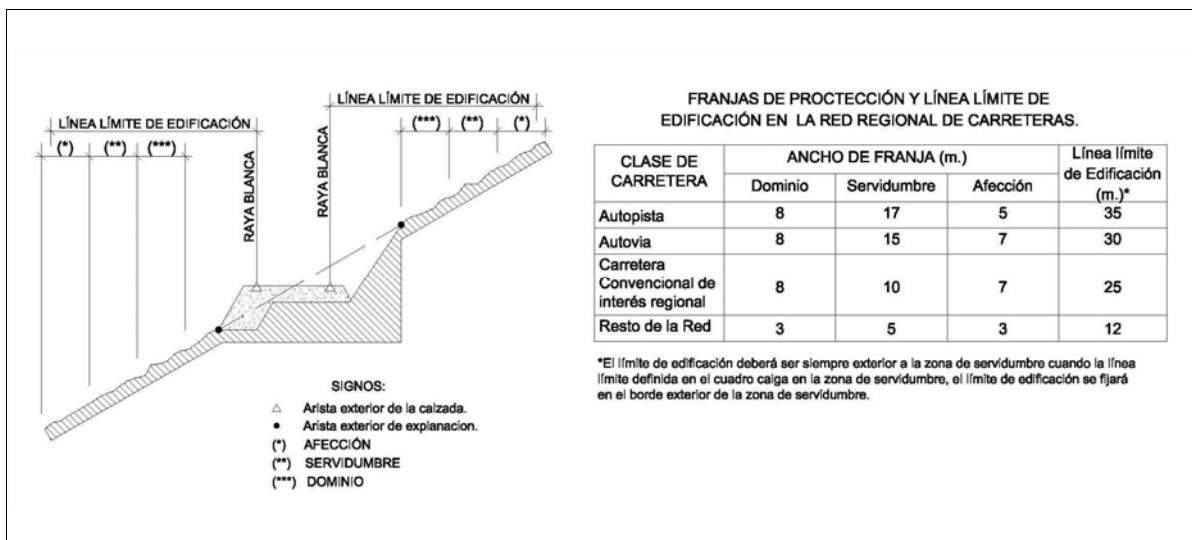 LÍNEA LÍMITE DE EDIFICACIÓN
(***) (**) (*)
LÍNEA LÍMITE DE EDIFICACIÓN
(*) (**) (***)
RAYA BLANCA
RAYA BLANCA
SIGNOS:
△ Arista exterior de la calzada.
● Arista exterior de explanacion.
(*) AFECCIÓN
(**) SERVIDUMBRE
(***) DOMINIO
FRANJAS DE PROCTECCIÓN Y LÍNEA LÍMITE DE
EDIFICACIÓN EN LA RED REGIONAL DE CARRETERAS.
CLASE DE
CARRETERA
ANCHO DE FRANJA (m.)
Línea límite
de Edificación
(m.)*
Dominio Servidumbre Afección
Autopista 8 17 5 35
Autovia 8 15 7 30
Carretera
Convencional de
interés regional
8 10 7 25
Resto de la Red 3 5 3 12
*El límite de edificación deberá ser siempre exterior a la zona de servidumbre cuando la línea
límite definida en el cuadro caiga en la zona de servidumbre, el límite de edificación se fijará
en el borde exterior de la zona de servidumbre.